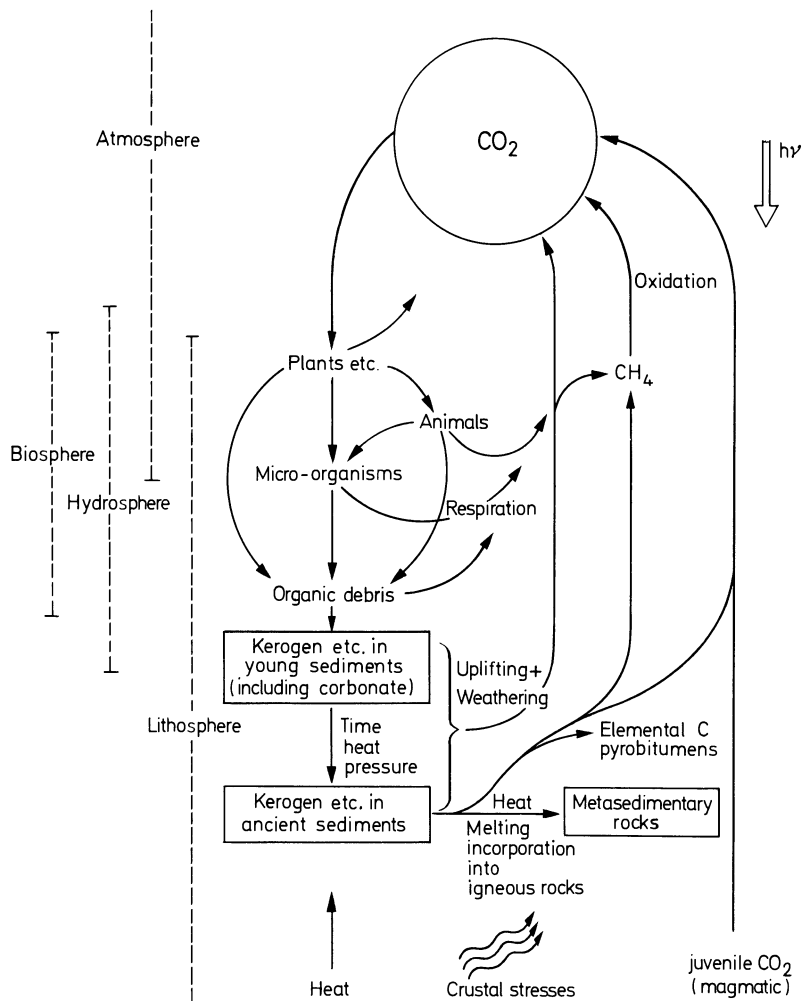 CO2
hν
Atmosphere
Oxidation
Plants etc.
CH4
Animals
Biosphere
Micro-organisms
Hydrosphere
Respiration
Organic debris
Kerogen etc. in
young sediments
(including carbonate)
Uplifting+
Weathering
Lithosphere
Time
heat
pressure
Elemental C
pyrobitumens
Kerogen etc. in
ancient sediments
Heat
Melting
incorporation
into
igneous rocks
Metasedimentary
rocks
Heat
Crustal stresses
juvenile CO2
(magmatic)